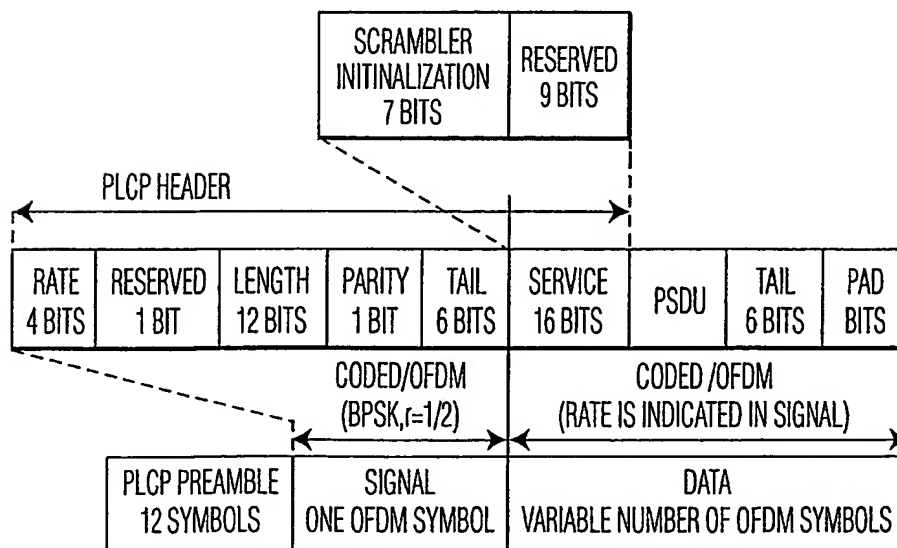 SCRAMBLER
INITINALIZATION
7 BITS
RESERVED
9 BITS
PLCP HEADER
RATE
4 BITS
RESERVED
1 BIT
LENGTH
12 BITS
PARITY
1 BIT
TAIL
6 BITS
SERVICE
16 BITS
PSDU
TAIL
6 BITS
PAD
BITS
CODED/OFDM
(BPSK,r=1/2)
CODED /OFDM
(RATE IS INDICATED IN SIGNAL)
PLCP PREAMBLE
12 SYMBOLS
SIGNAL
ONE OFDM SYMBOL
DATA
VARIABLE NUMBER OF OFDM SYMBOLS